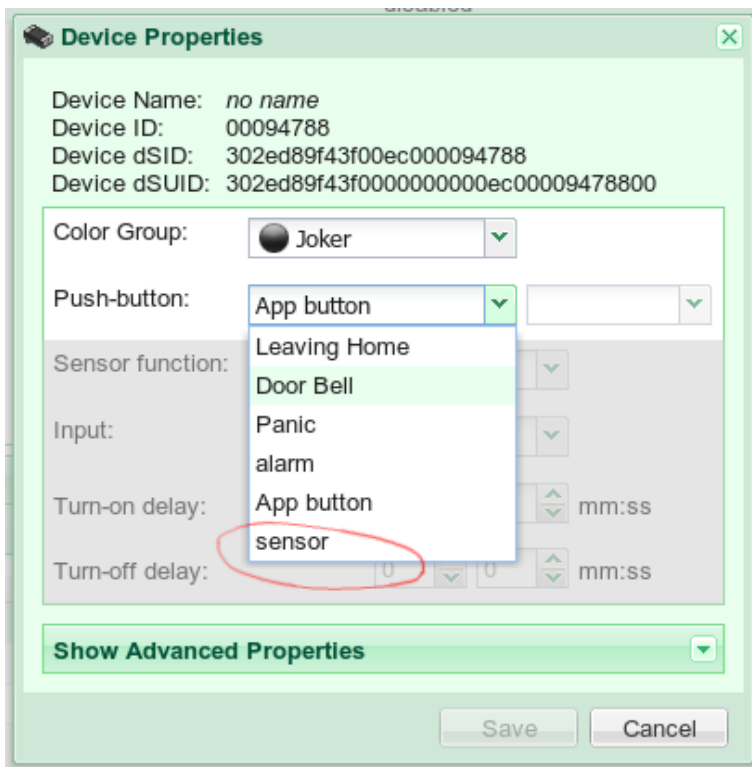 disabled
Device Properties
Device Name: no name
Device ID: 00094788
Device dSID: 302ed89f43f00ec000094788
Device dSUID: 302ed89f43f0000000000ec00009478800
Color Group: Joker
Push-button: App button
Leaving Home
Sensor function:
Door Bell
Panic
Input:
alarm
App button
Turn-on delay: mm:ss
sensor
Turn-off delay: 0 0 mm:ss
Show Advanced Properties
Save Cancel